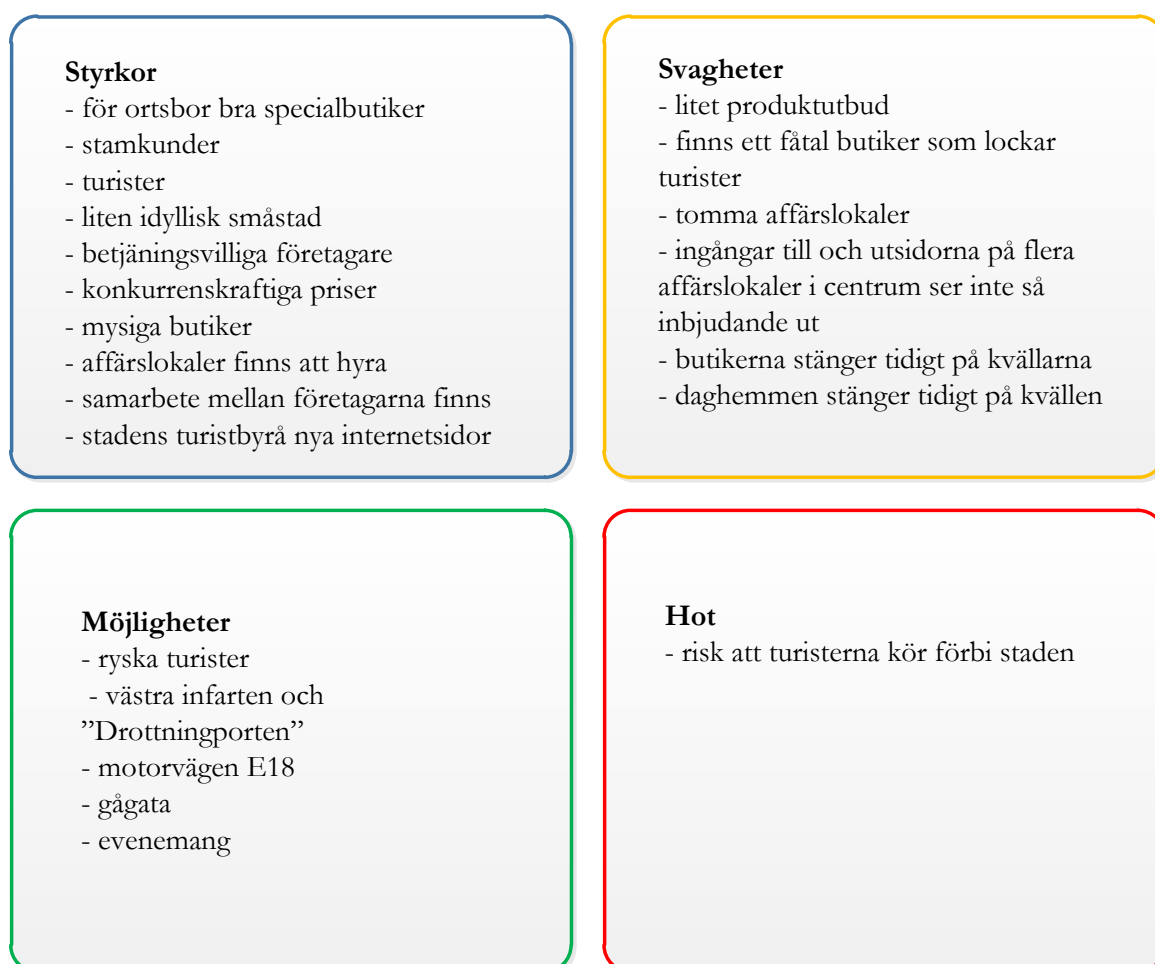 Styrkor
- för ortsbor bra specialbutiker
- stamkunder
- turister
- liten idyllisk småstad
- betjäningsvilliga företagare
- konkurrenskraftiga priser
- mysiga butiker
- affärslokaler finns att hyra
- samarbete mellan företagarna finns
- stadens turistbyrå nya internetsidor
Svagheter
- litet produktutbud
- finns ett fåtal butiker som lockar
turister
- tomma affärslokaler
- ingångar till och utsidorna på flera
affärslokaler i centrum ser inte så
inbjudande ut
- butikerna stänger tidigt på kvällarna
- daghemmen stänger tidigt på kvällen
Möjligheter
- ryska turister
- västra infarten och
”Drottningporten”
- motorvägen E18
- gågata
- evenemang
Hot
- risk att turisterna kör förbi staden